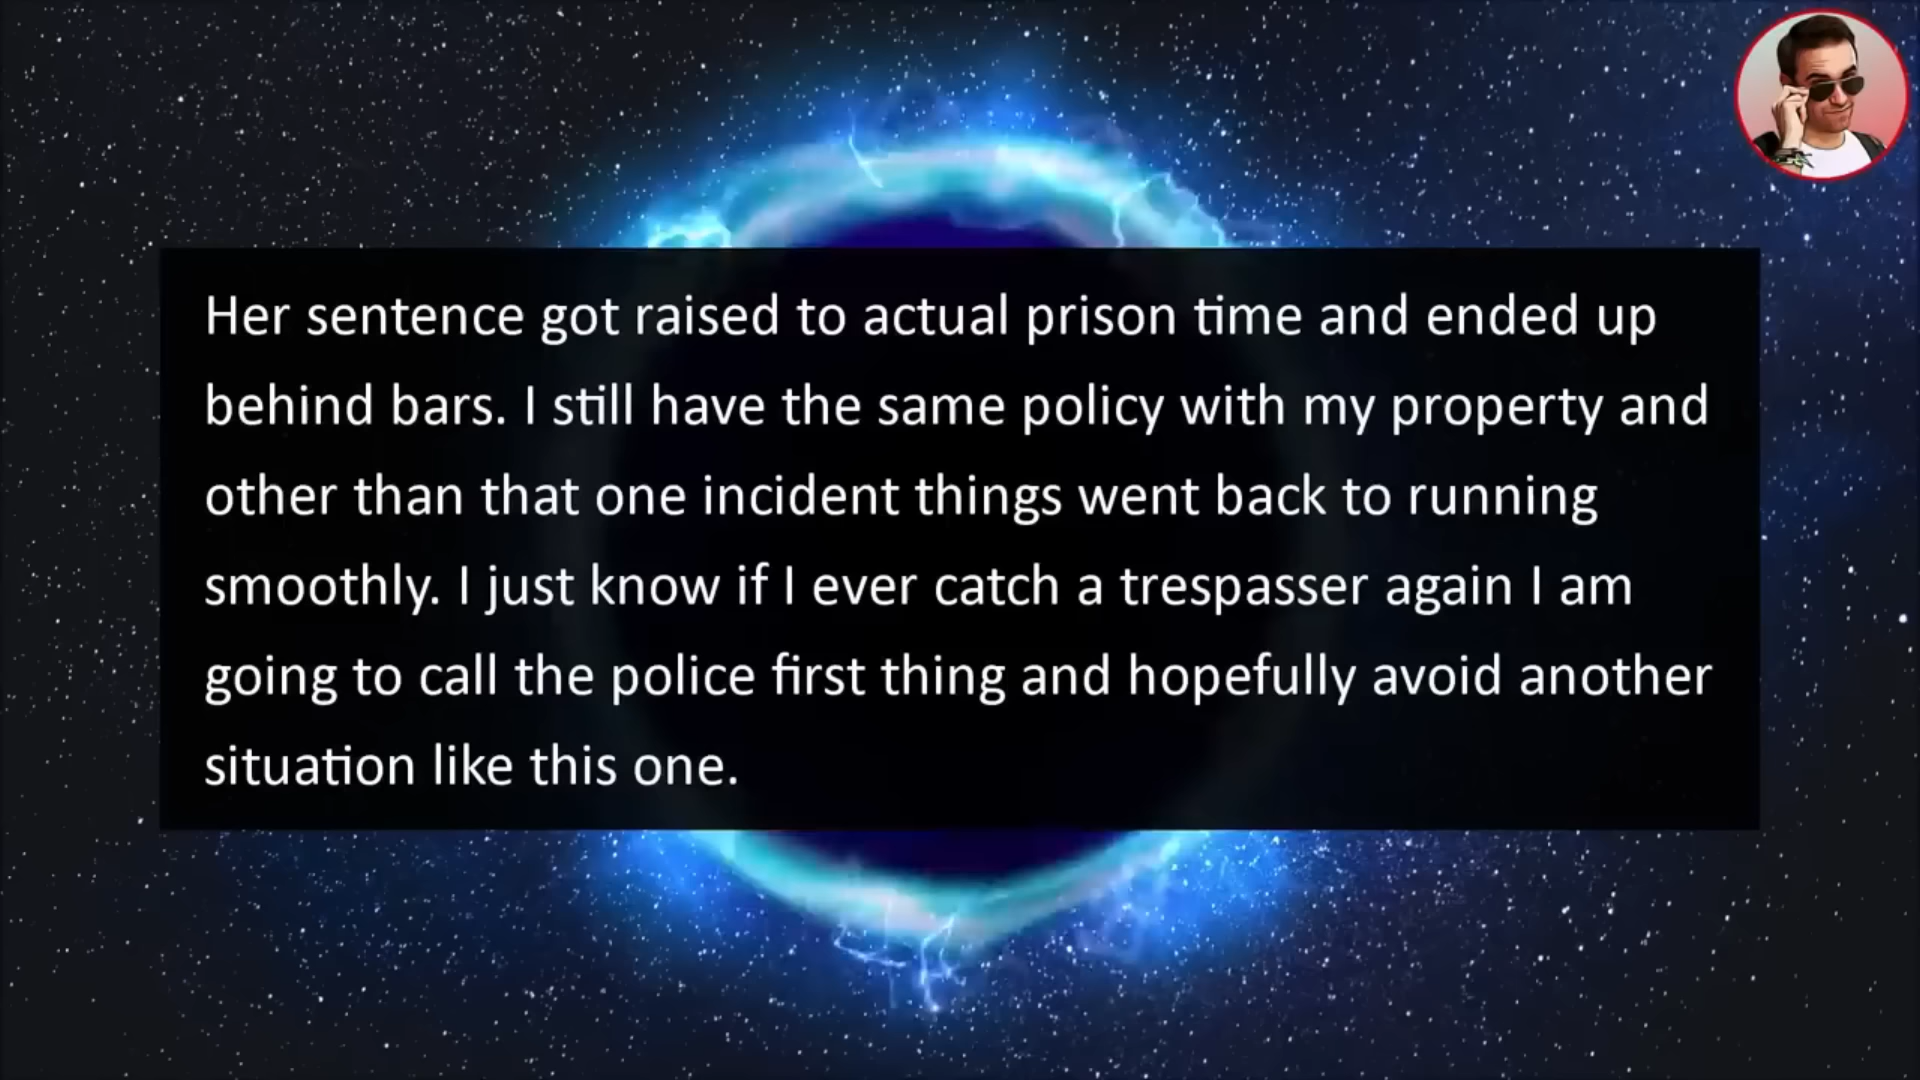 Her sentence got raised to actual prison time and ended up
behind bars. I still have the same policy with my property and
other than that one incident things went back to running
smoothly. I just know if I ever catch a trespasser again I am
going to call the police first thing and hopefully avoid another
situation like this one.